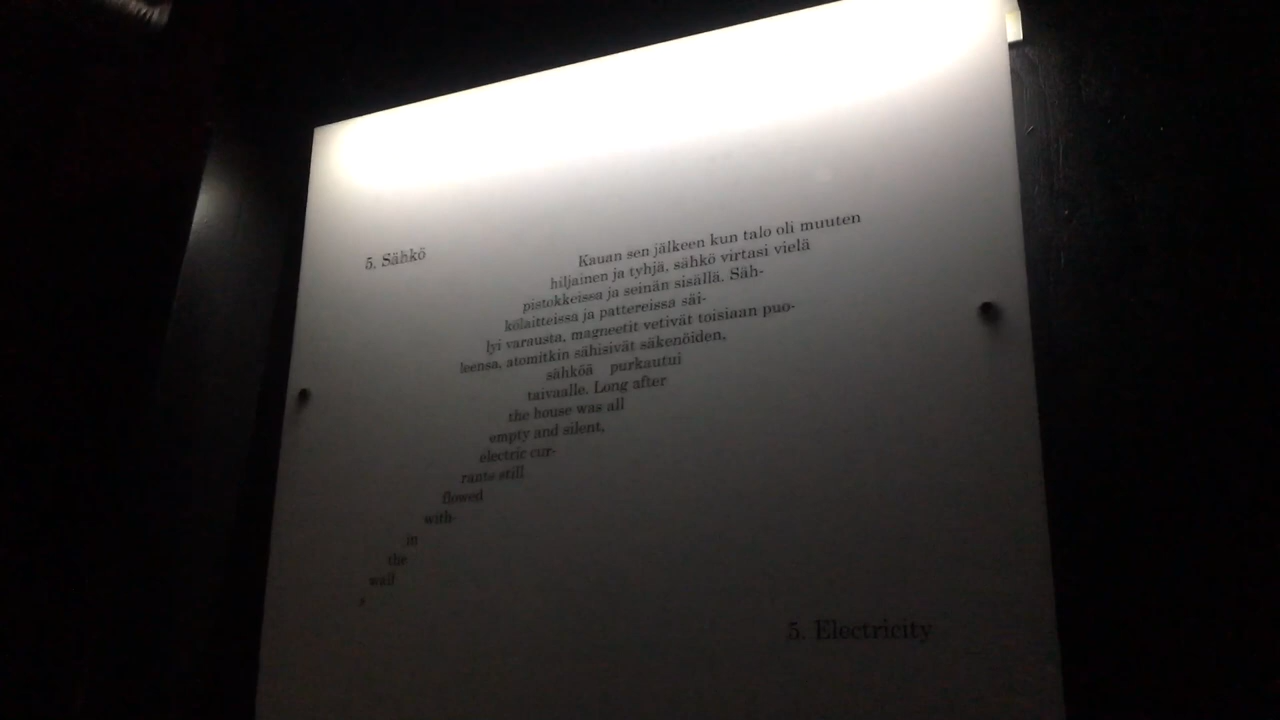 5. Sähkö
Kauan sen jälkeen kun talo oli muuten
hiljainen ja tyhjä, sähkö virtasi vielä
pistokkeissa ja seinän sisällä. Säh-
kölaitteissa ja pattereissa säi-
lyi varausta, magneetit vetivät toisiaan puo-
leensa, atomitkin sähisivät säkenöiden,
sähköä purkautui
taivaalle. Long after
the house was all
empty and silent,
electric cur-
rants still
flowed
with-
in
the
wall
5. Electricity